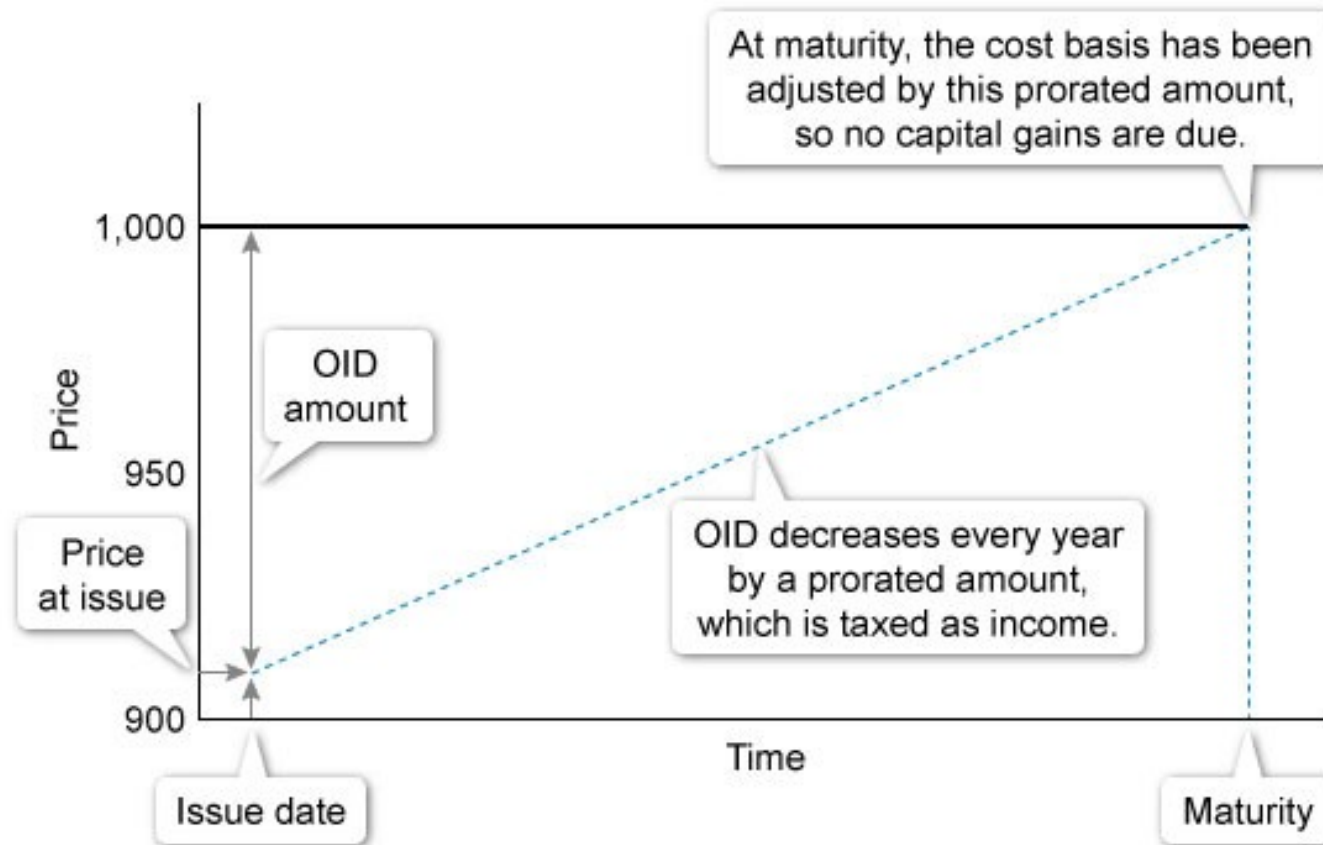 At maturity, the cost basis has been
adjusted by this prorated amount,
so no capital gains are due.
1,000
OID
amount
Price
950
OID decreases every year
by a prorated amount,
which is taxed as income.
Price
at issue
900
Time
Issue date
Maturity